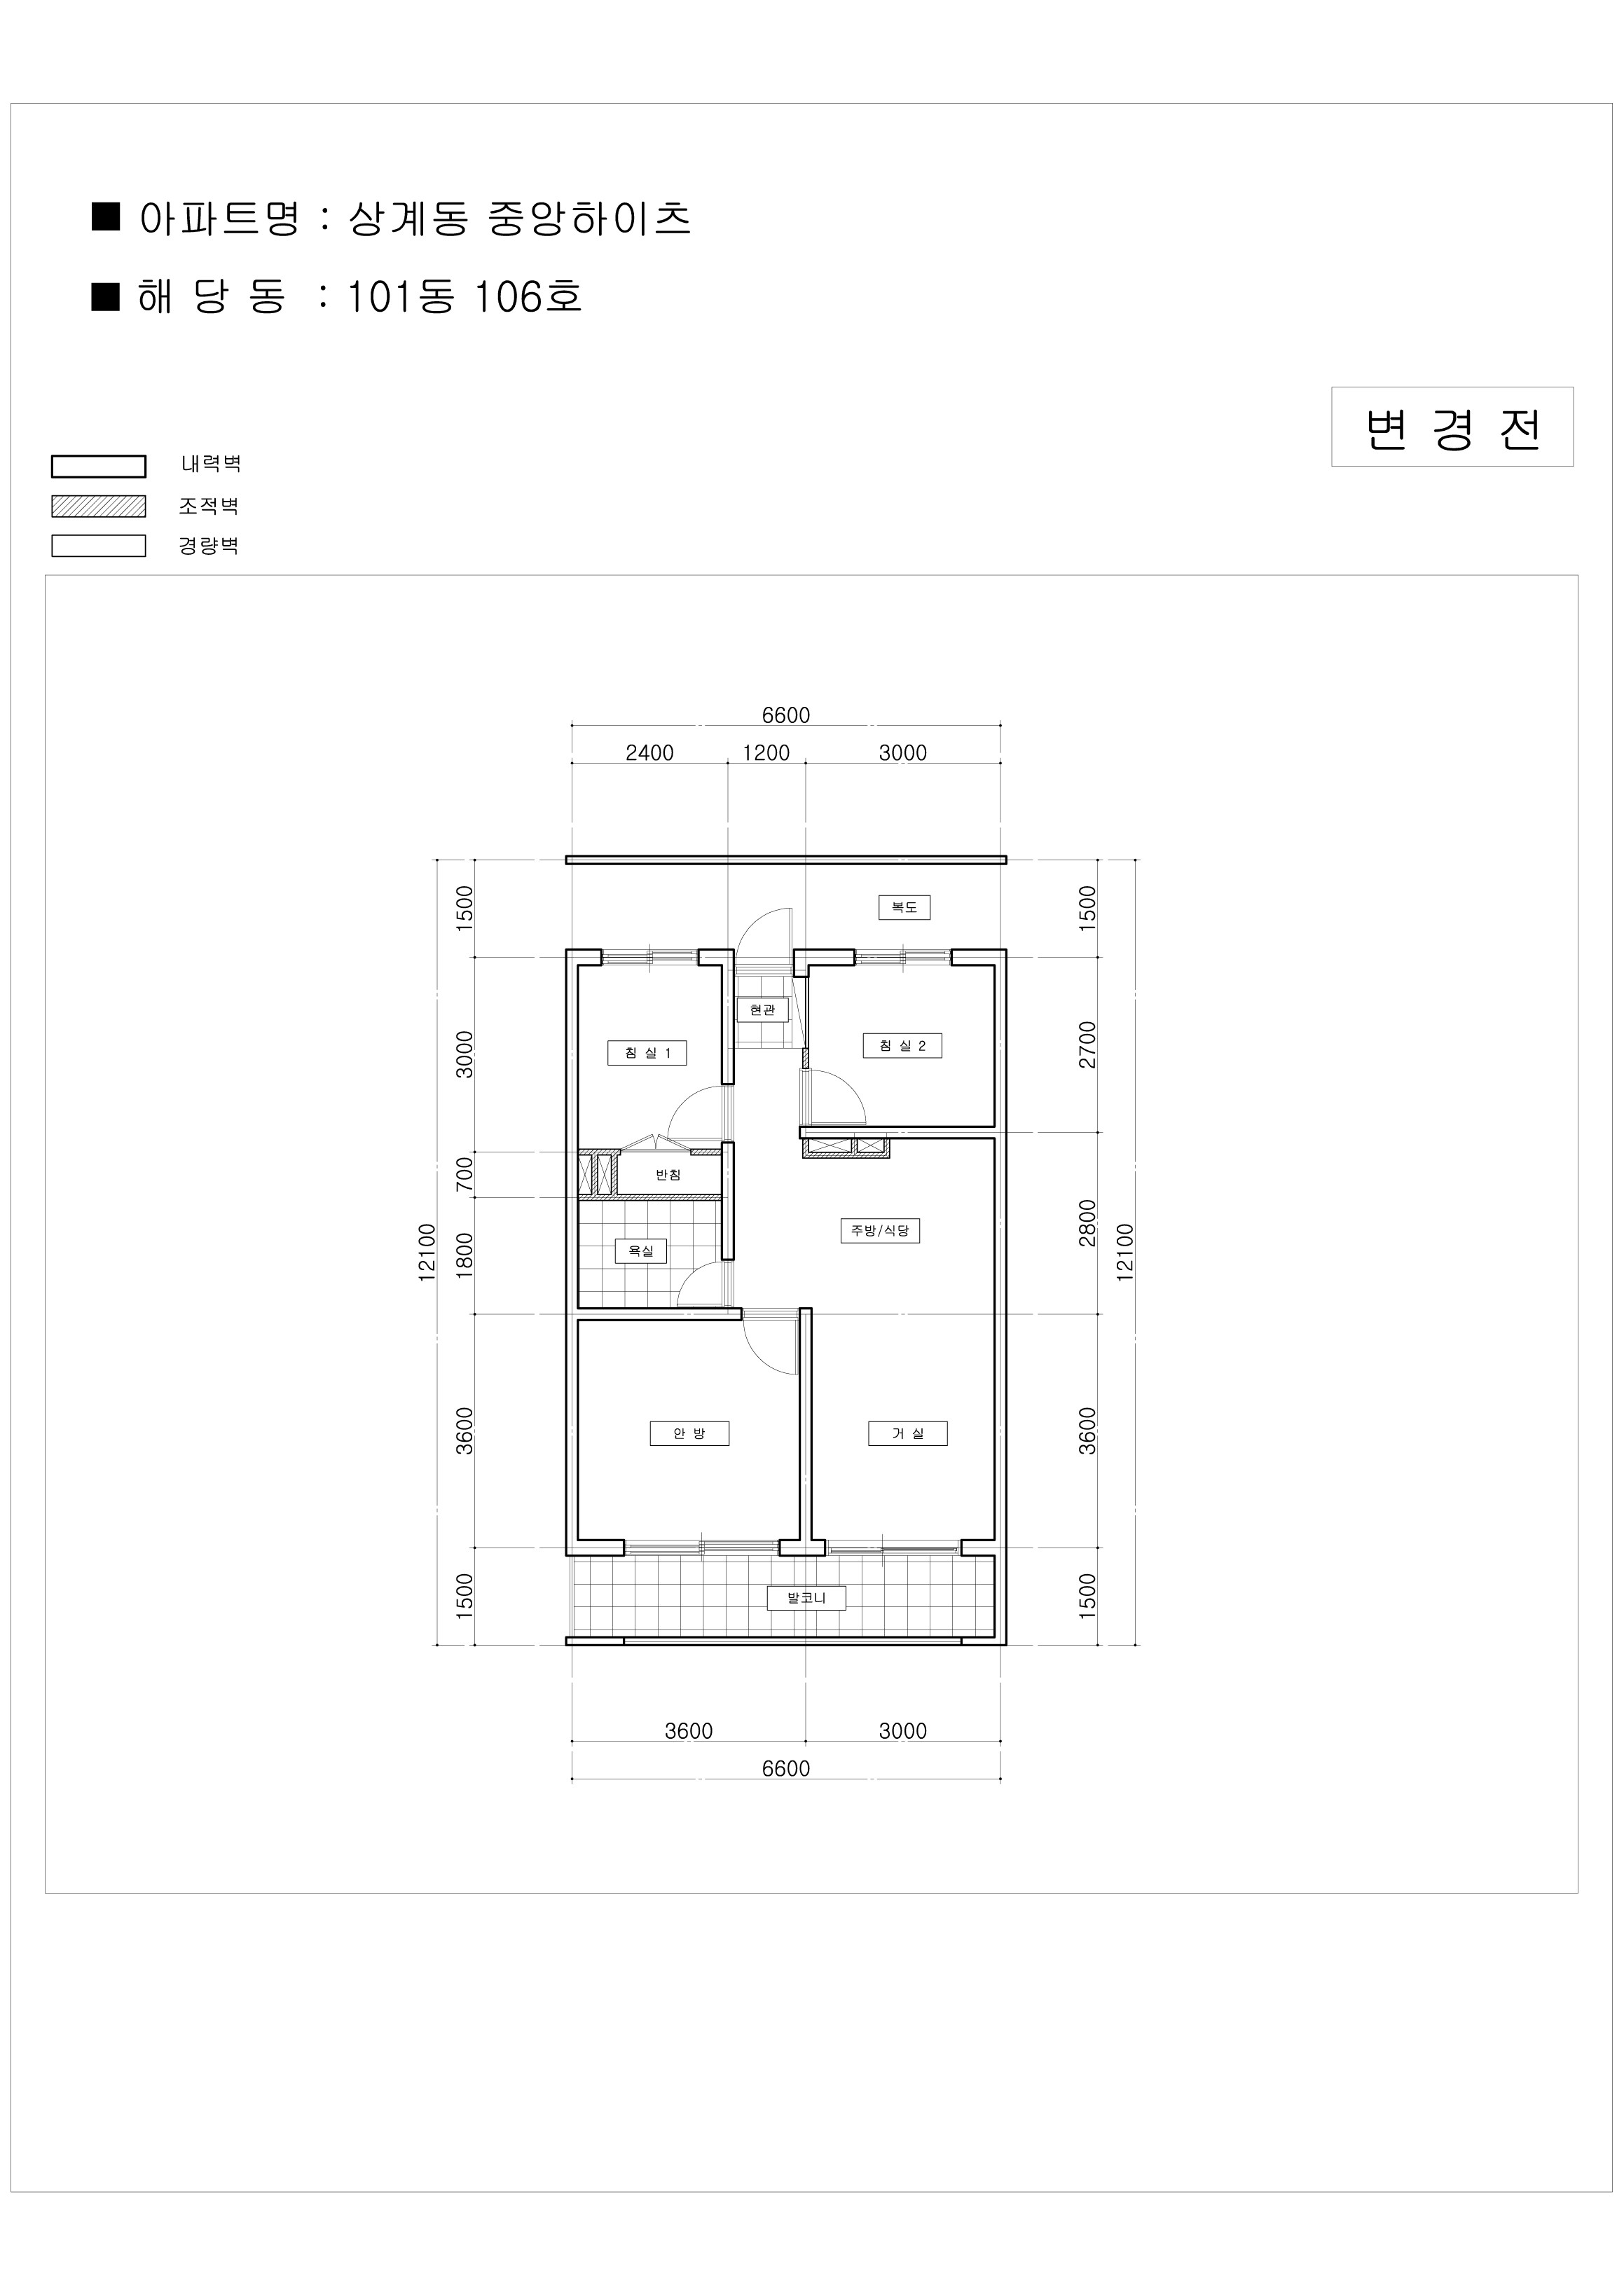 ■ 아파트명 : 상계동 중앙하이츠
■ 해 당 동 : 101동 106호
변 경 전
내력벽
조적벽
경량벽
6600
2400 1200 3000
복도
1500 1500
현관
침 실 1
침 실 2
3000 2700
반침
700
주방/식당
욕실
12100 1800 2800 12100
안 방
거 실
3600 3600
발코니
1500 1500
3600 3000
6600